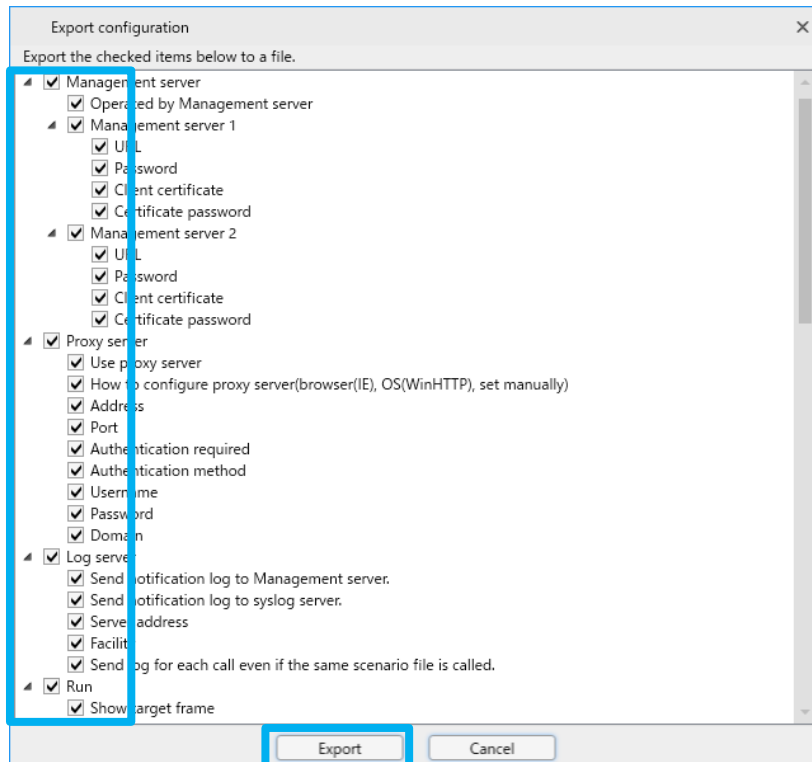 Export configuration
Export the checked items below to a file.
Management server
Operated by Management server
Management server 1
URL
Password
Client certificate
Certificate password
Management server 2
URL
Password
Client certificate
Certificate password
Proxy server
Use proxy server
How to configure proxy server(browser(IE), OS(WinHTTP), set manually)
Address
Port
Authentication required
Authentication method
Username
Password
Domain
Log server
Send notification log to Management server.
Send notification log to syslog server.
Server address
Facility
Send log for each call even if the same scenario file is called.
Run
Show target frame
Export Cancel